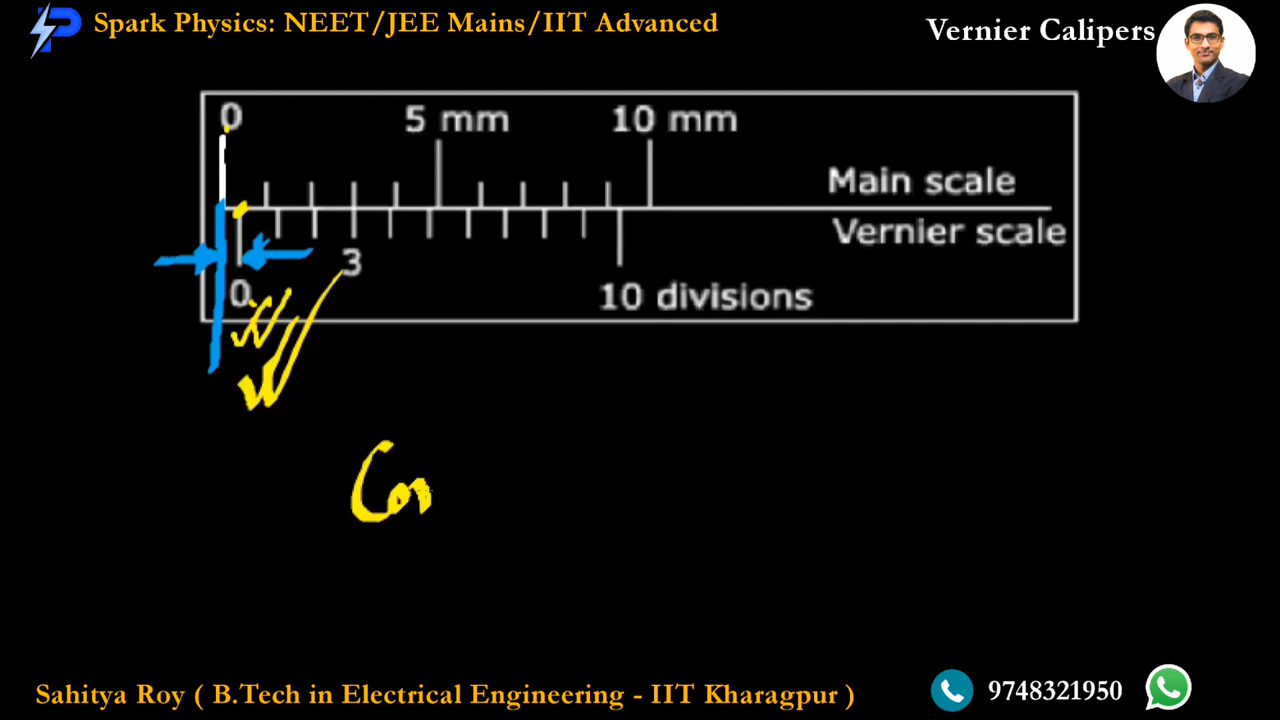 Spark Physics: NEET/JEE Mains/IIT Advanced
Vernier Calipers
0 5 mm 10 mm
Main scale
Vernier scale
3
0 10 divisions
Sahitya Roy ( B.Tech in Electrical Engineering - IIT Kharagpur )
9748321950